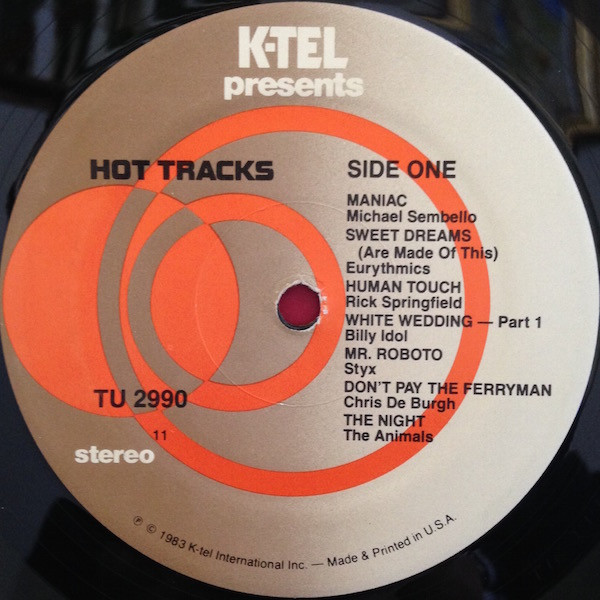 K-TEL
presents
HOT TRACKS
SIDE ONE
MANIAC
Michael Sembello
SWEET DREAMS
(Are Made Of This)
Eurythmics
HUMAN TOUCH
Rick Springfield
WHITE WEDDING — Part 1
Billy Idol
MR. ROBOTO
Styx
DON'T PAY THE FERRYMAN
Chris De Burgh
THE NIGHT
The Animals
TU 2990
11
stereo
℗ © 1983 K-tel International Inc. — Made & Printed in U.S.A.